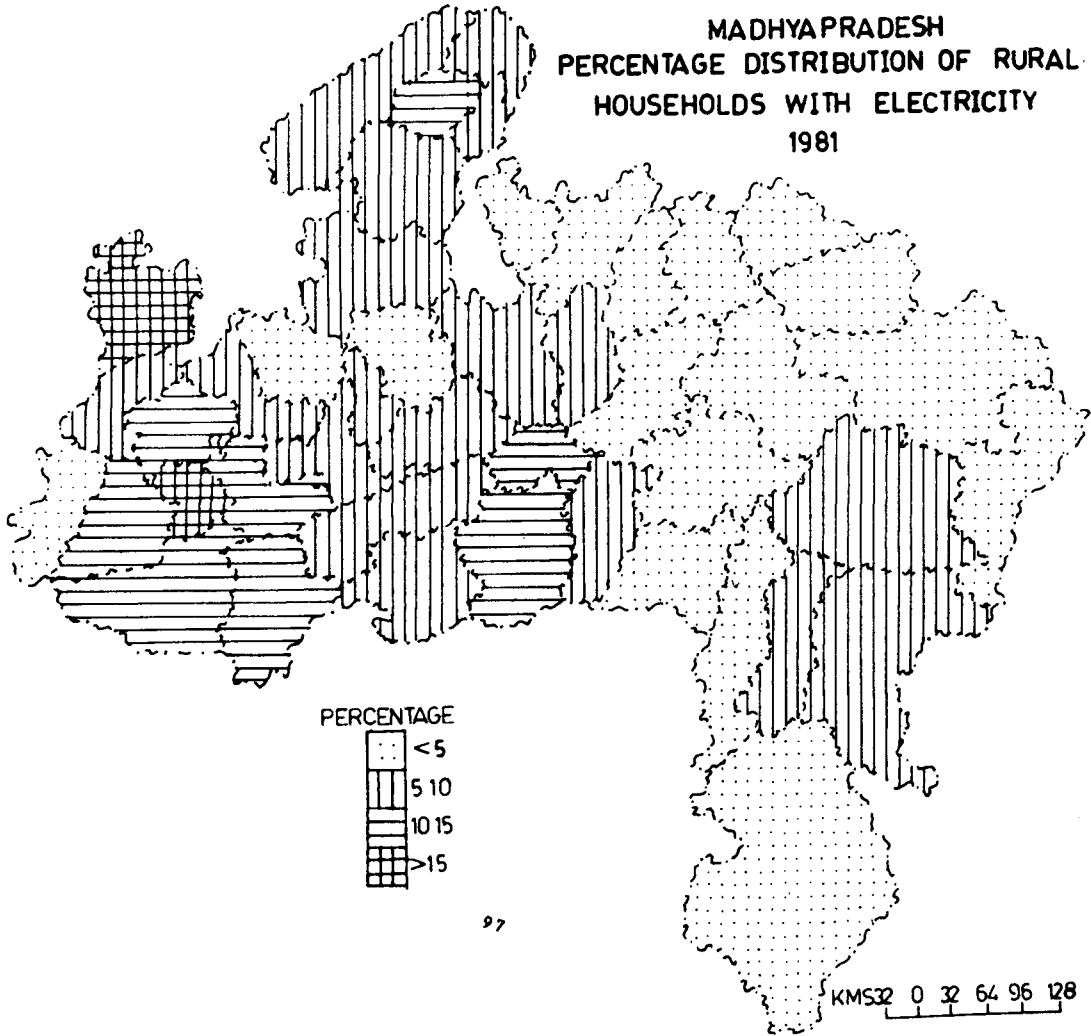 MADHYAPRADESH
PERCENTAGE DISTRIBUTION OF RURAL
HOUSEHOLDS WITH ELECTRICITY
1981
PERCENTAGE
<5
5 10
10 15
>15
97
KMS32 0 32 64 96 128